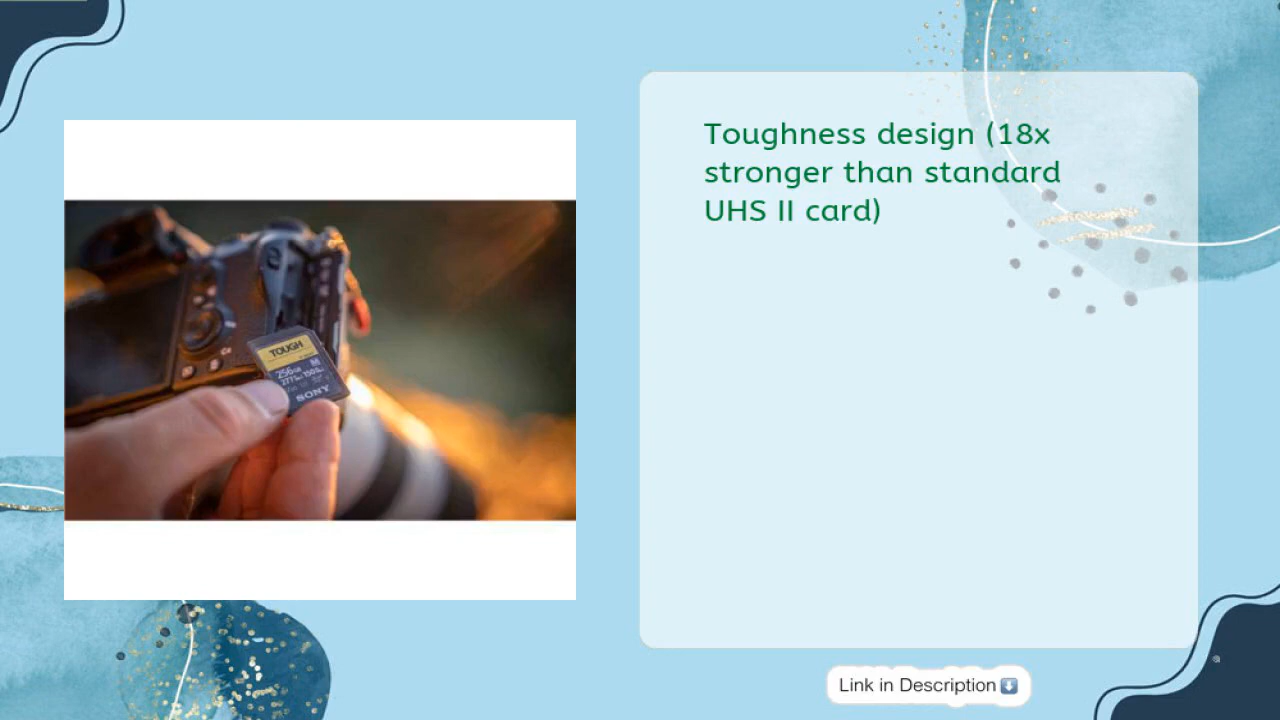 Toughness design (18x
stronger than standard
UHS II card)
TOUGH
256GB M
SONY
Link in Description